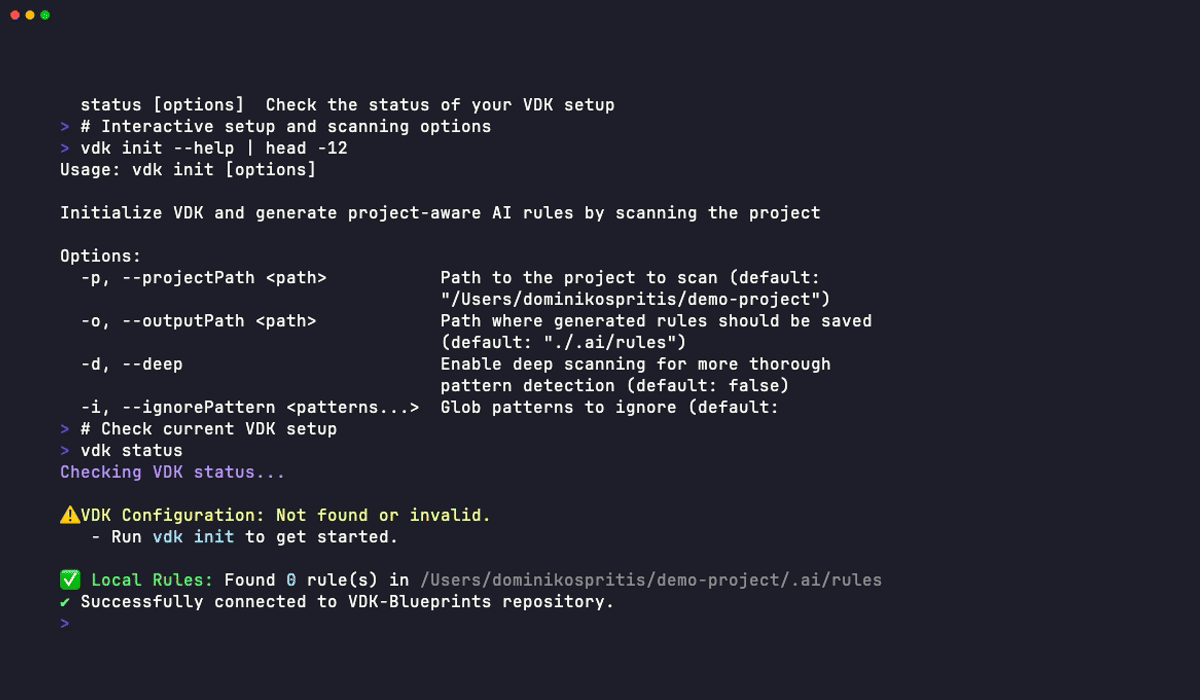 status [options]  Check the status of your VDK setup
> # Interactive setup and scanning options
> vdk init --help | head -12
Usage: vdk init [options]

Initialize VDK and generate project-aware AI rules by scanning the project

Options:
  -p, --projectPath <path>           Path to the project to scan (default:
                                     "/Users/dominikospritis/demo-project")
  -o, --outputPath <path>            Path where generated rules should be saved
                                     (default: "./.ai/rules")
  -d, --deep                         Enable deep scanning for more thorough
                                     pattern detection (default: false)
  -i, --ignorePattern <patterns...>  Glob patterns to ignore (default:
> # Check current VDK setup
> vdk status
Checking VDK status...

⚠️VDK Configuration: Not found or invalid.
   - Run vdk init to get started.

✅ Local Rules: Found 0 rule(s) in /Users/dominikospritis/demo-project/.ai/rules
✔ Successfully connected to VDK-Blueprints repository.
>